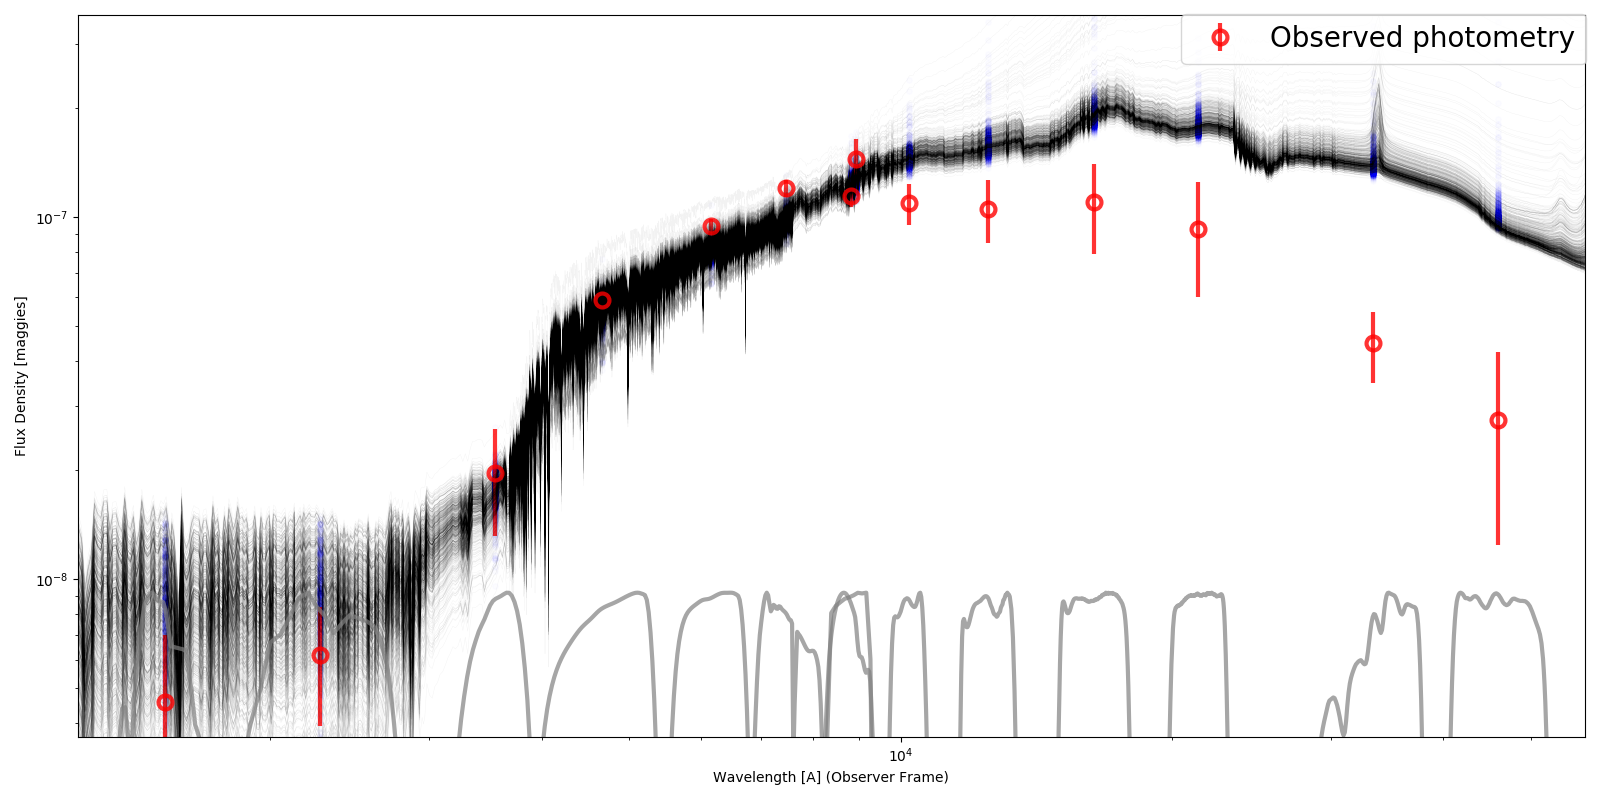 Observed photometry
Flux Density [maggies]
10⁻⁷
10⁻⁸
10⁴
Wavelength [A] (Observer Frame)